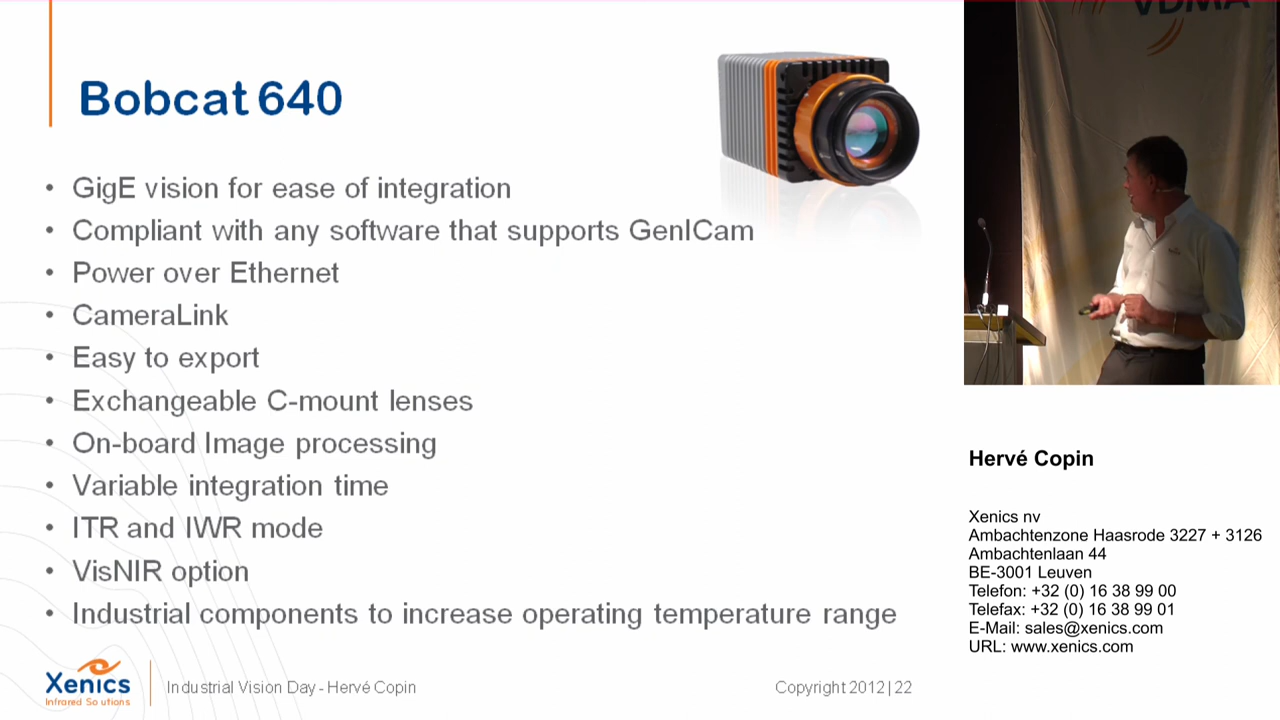 Bobcat 640
• GigE vision for ease of integration
• Compliant with any software that supports GenICam
• Power over Ethernet
• CameraLink
• Easy to export
• Exchangeable C-mount lenses
• On-board Image processing
• Variable integration time
• ITR and IWR mode
• VisNIR option
• Industrial components to increase operating temperature range
Xenics
Infrared Solutions
Industrial Vision Day - Hervé Copin
Copyright 2012 | 22
VDMA
Hervé Copin
Xenics nv
Ambachtenzone Haasrode 3227 + 3126
Ambachtenlaan 44
BE-3001 Leuven
Telefon: +32 (0) 16 38 99 00
Telefax: +32 (0) 16 38 99 01
E-Mail: sales@xenics.com
URL: www.xenics.com